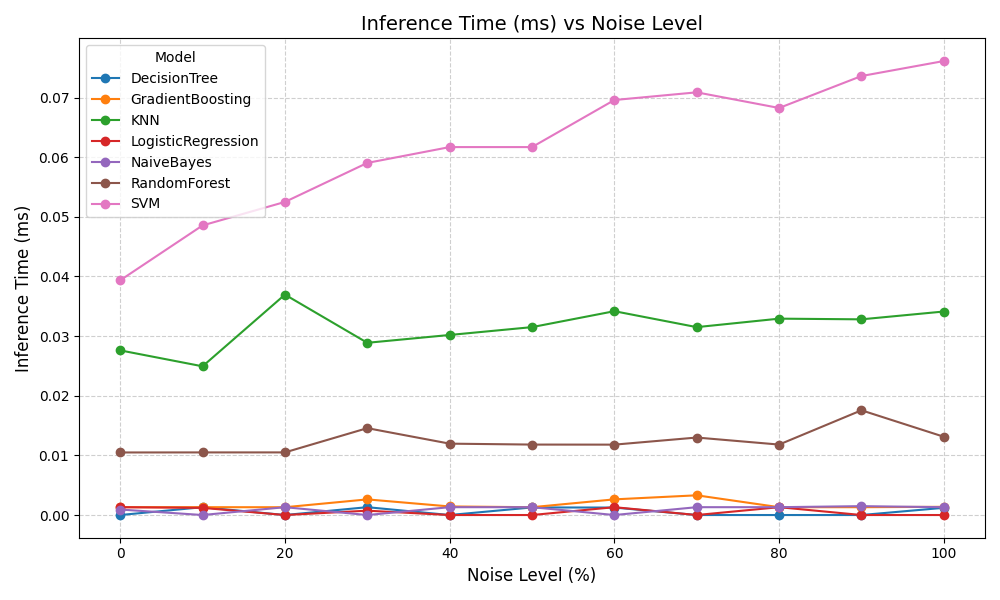 Inference Time (ms) vs Noise Level
Model
DecisionTree
GradientBoosting
KNN
LogisticRegression
NaiveBayes
RandomForest
SVM
Inference Time (ms)
0.07
0.06
0.05
0.04
0.03
0.02
0.01
0.00
0 20 40 60 80 100
Noise Level (%)